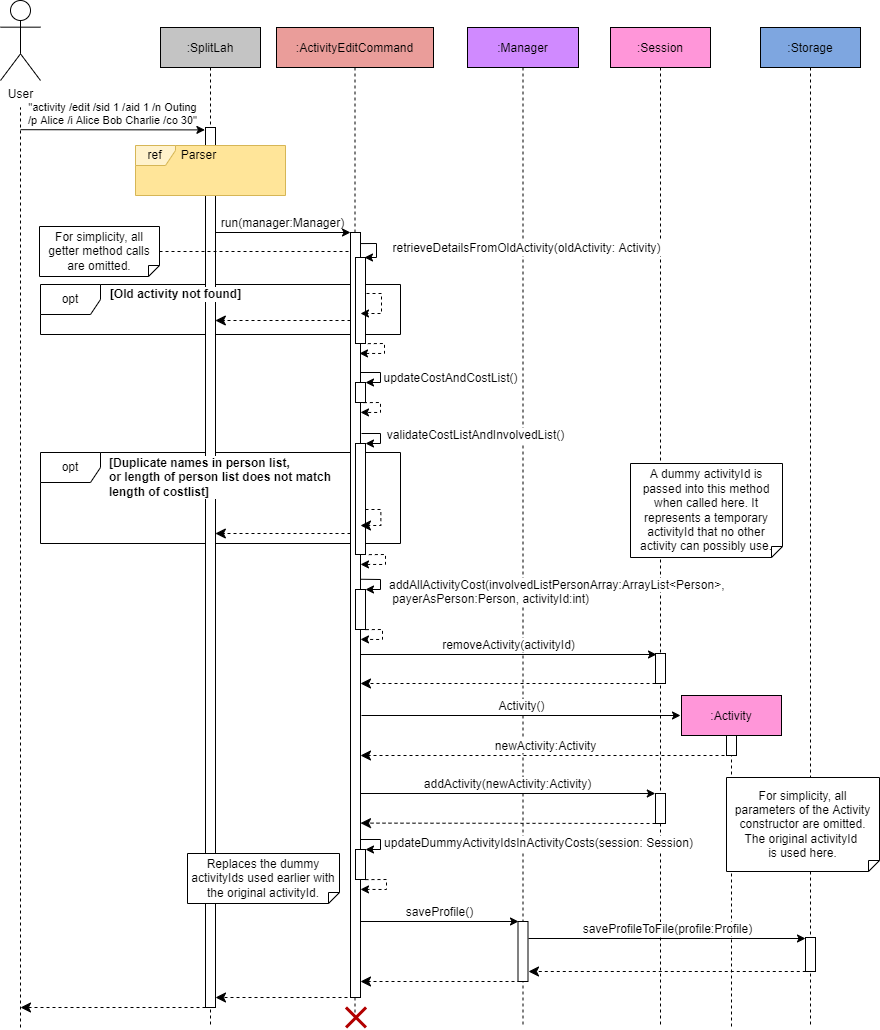 :SplitLah
:ActivityEditCommand
:Manager
:Session
:Storage
User
"activity /edit /sid 1 /aid 1 /n Outing
/p Alice /i Alice Bob Charlie /co 30"
ref
Parser
run(manager:Manager)
For simplicity, all
getter method calls
are omitted.
retrieveDetailsFromOldActivity(oldActivity: Activity)
opt
[Old activity not found]
updateCostAndCostList()
validateCostListAndInvolvedList()
opt
[Duplicate names in person list,
or length of person list does not match
length of costlist]
A dummy activityId is
passed into this method
when called here. It
represents a temporary
activityId that no other
activity can possibly use.
addAllActivityCost(involvedListPersonArray:ArrayList<Person>,
payerAsPerson:Person, activityId:int)
removeActivity(activityId)
Activity()
:Activity
newActivity:Activity
addActivity(newActivity:Activity)
For simplicity, all
parameters of the Activity
constructor are omitted.
The original activityId
is used here.
updateDummyActivityIdsInActivityCosts(session: Session)
Replaces the dummy
activityIds used earlier with
the original activityId.
saveProfile()
saveProfileToFile(profile:Profile)